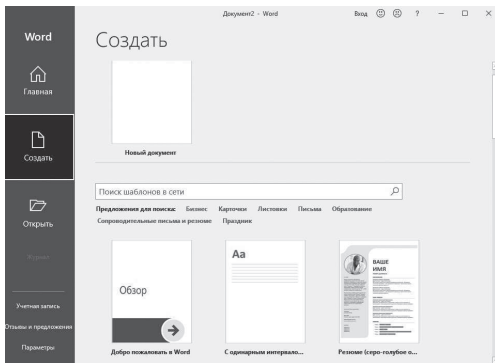 Документ2 - Word
Вход
?
Word
Создать
Главная
Новый документ
Создать
Поиск шаблонов в сети
Предложения для поиска: Бизнес Карточки Листовки Письма Образование
Сопроводительные письма и резюме Праздник
Открыть
Журнал
Aa
ВАШЕ
ИМЯ
Обзор
Учетная запись
Отзывы и предложения
Параметры
Добро пожаловать в Word
С одинарным интервало...
Резюме (серо-голубое о...